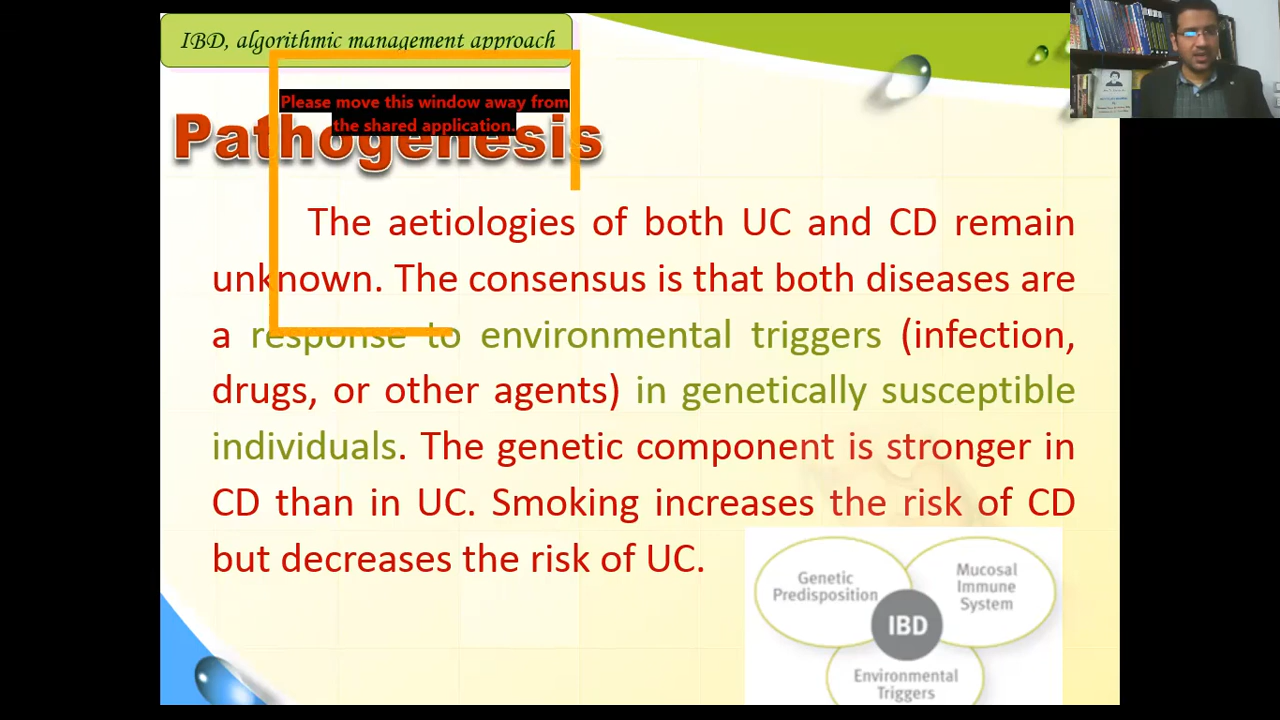 IBD, algorithmic management approach
Please move this window away from
the shared application.
Pathogenesis
The aetiologies of both UC and CD remain
unknown. The consensus is that both diseases are
a response to environmental triggers (infection,
drugs, or other agents) in genetically susceptible
individuals. The genetic component is stronger in
CD than in UC. Smoking increases the risk of CD
but decreases the risk of UC.
Genetic
Predisposition
Mucosal
Immune
System
IBD
Environmental
Triggers